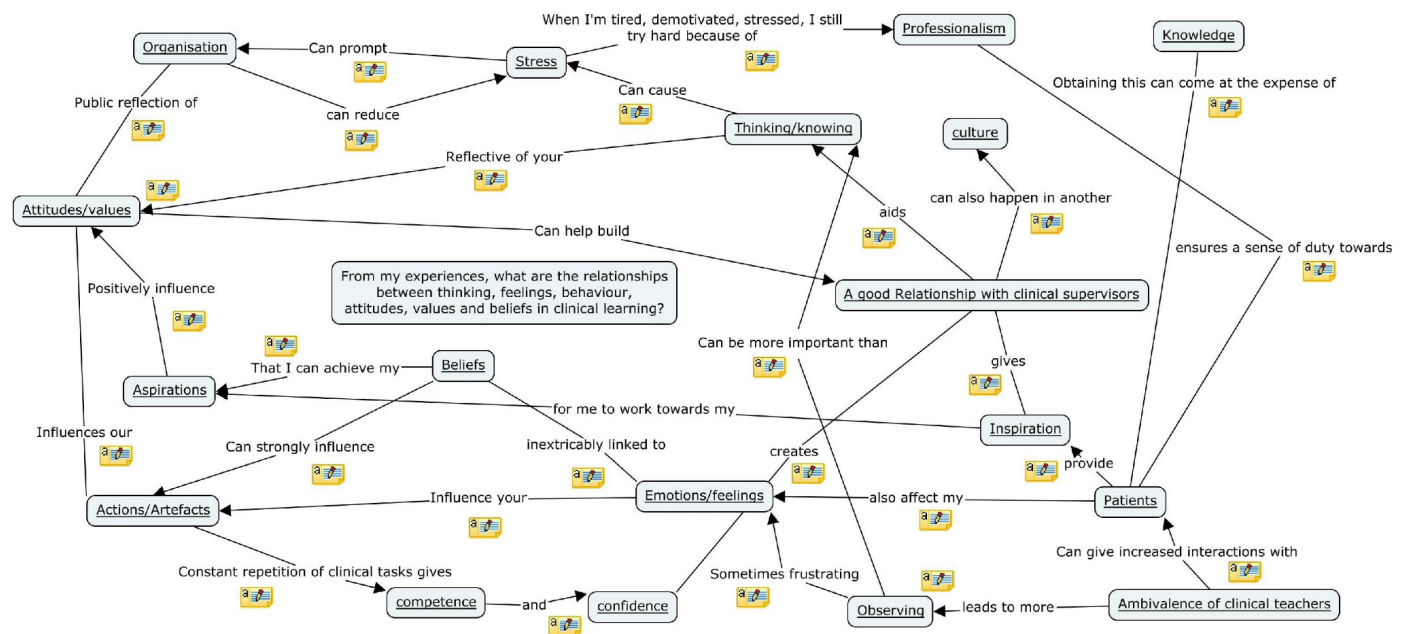 When I'm tired, demotivated, stressed, I still
try hard because of
Professionalism
Knowledge
Organisation
Can prompt
Stress
Obtaining this can come at the expense of
Public reflection of
can reduce
Can cause
Thinking/knowing
culture
Reflective of your
Attitudes/values
Can help build
aids
can also happen in another
ensures a sense of duty towards
From my experiences, what are the relationships
between thinking, feelings, behaviour,
attitudes, values and beliefs in clinical learning?
A good Relationship with clinical supervisors
Positively influence
Can be more important than
That I can achieve my
Beliefs
gives
Aspirations
for me to work towards my
Inspiration
Influences our
Can strongly influence
inextricably linked to
creates
provide
Actions/Artefacts
Influence your
Emotions/feelings
also affect my
Patients
Can give increased interactions with
Constant repetition of clinical tasks gives
Sometimes frustrating
competence
and
confidence
Observing
leads to more
Ambivalence of clinical teachers